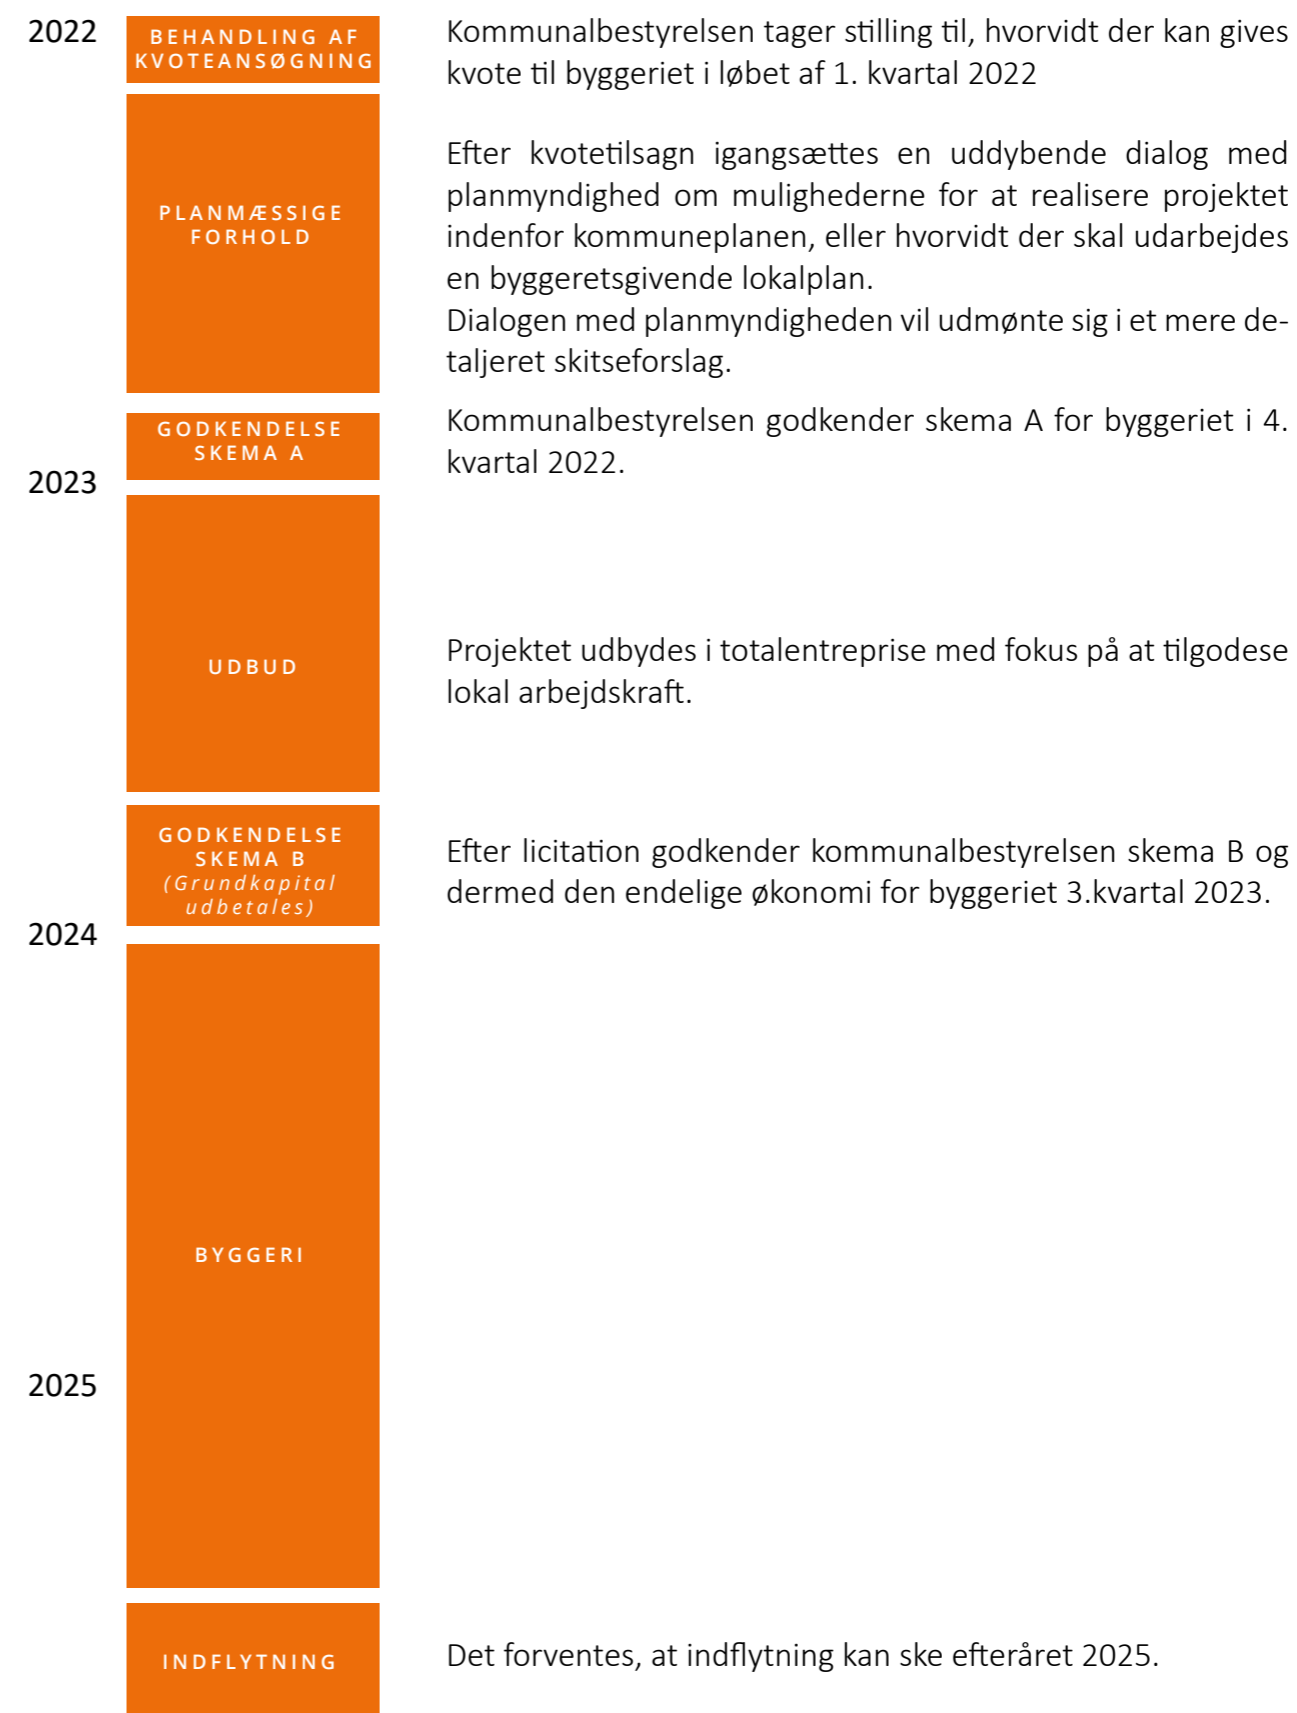 2022
BEHANDLING AF
KVOTEANSØGNING
Kommunalbestyrelsen tager stilling til, hvorvidt der kan gives
kvote til byggeriet i løbet af 1. kvartal 2022
PLANMÆSSIGE
FORHOLD
Efter kvotetilsagn igangsættes en uddybende dialog med
planmyndighed om mulighederne for at realisere projektet
indenfor kommuneplanen, eller hvorvidt der skal udarbejdes
en byggeretsgivende lokalplan.
Dialogen med planmyndigheden vil udmønte sig i et mere de-
taljeret skitseforslag.
GODKENDELSE
SKEMA A
Kommunalbestyrelsen godkender skema A for byggeriet i 4.
kvartal 2022.
2023
UDBUD
Projektet udbydes i totalentreprise med fokus på at tilgodese
lokal arbejdskraft.
GODKENDELSE
SKEMA B
(Grundkapital
udbetales)
Efter licitation godkender kommunalbestyrelsen skema B og
dermed den endelige økonomi for byggeriet 3.kvartal 2023.
2024
BYGGERI
2025
INDFLYTNING
Det forventes, at indflytning kan ske efteråret 2025.